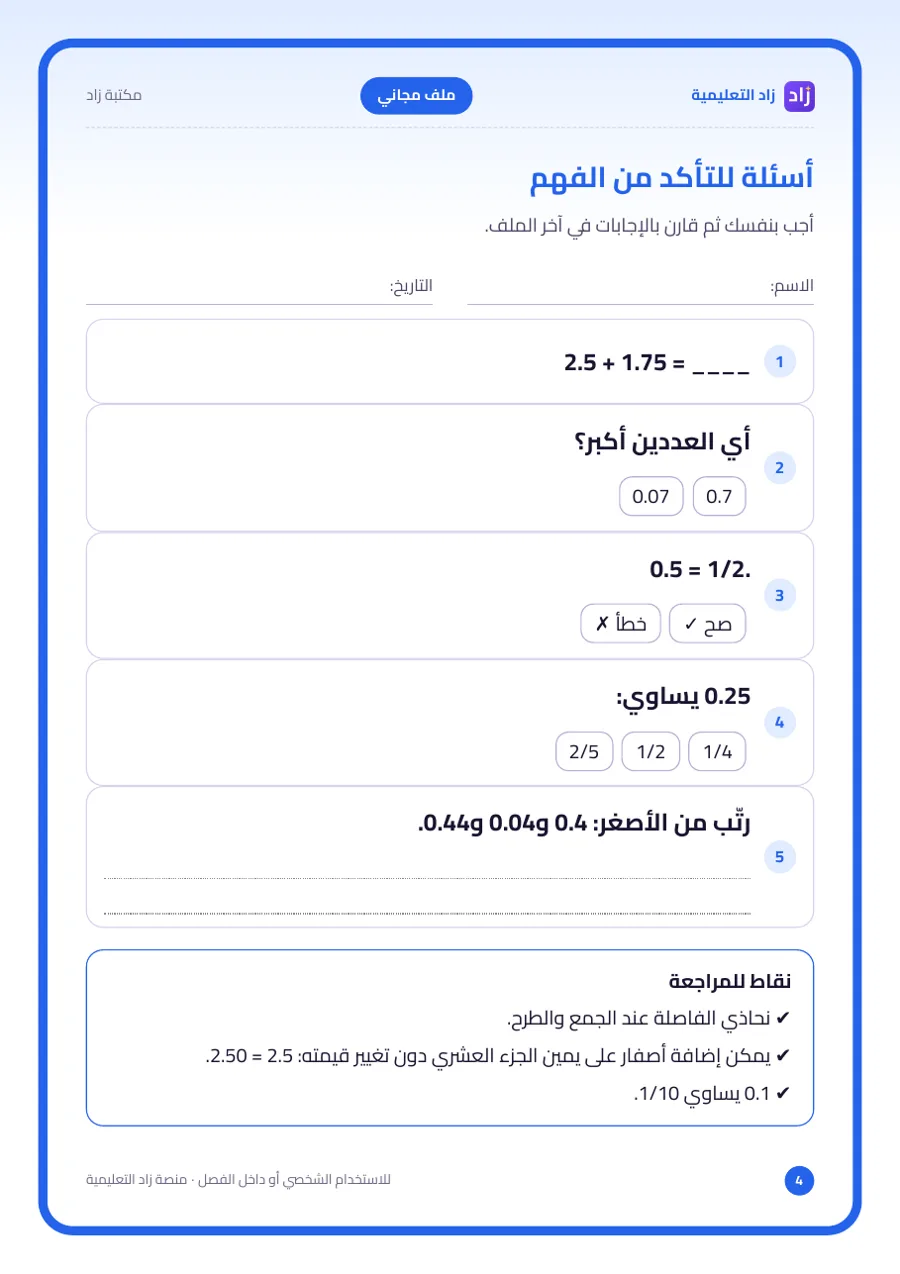 زاد زاد التعليمية
ملف مجاني
مكتبة زاد
أسئلة للتأكد من الفهم
أجب بنفسك ثم قارن بالإجابات في آخر الملف.
الاسم:
التاريخ:
1
2.5 + 1.75 = ____
2
أي العددين أكبر؟
0.7
0.07
3
0.5 = 1/2.
صح ✓
خطأ ✗
4
0.25 يساوي:
1/4
1/2
2/5
5
رتّب من الأصغر: 0.4 و0.04 و0.44.
نقاط للمراجعة
✔ نحاذي الفاصلة عند الجمع والطرح.
✔ يمكن إضافة أصفار على يمين الجزء العشري دون تغيير قيمته: 2.5 = 2.50.
✔ 0.1 يساوي 1/10.
4
للاستخدام الشخصي أو داخل الفصل · منصة زاد التعليمية